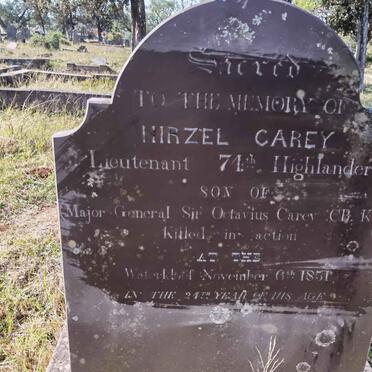 Sacred
TO THE MEMORY OF
HIRZEL CAREY
Lieutenant 74th Highlander
SON OF
Major General Sir Octavius Carey CB. K
Killed in action
AT THE
Waterkloof November 6th 1851
IN THE 24TH YEAR OF HIS AGE